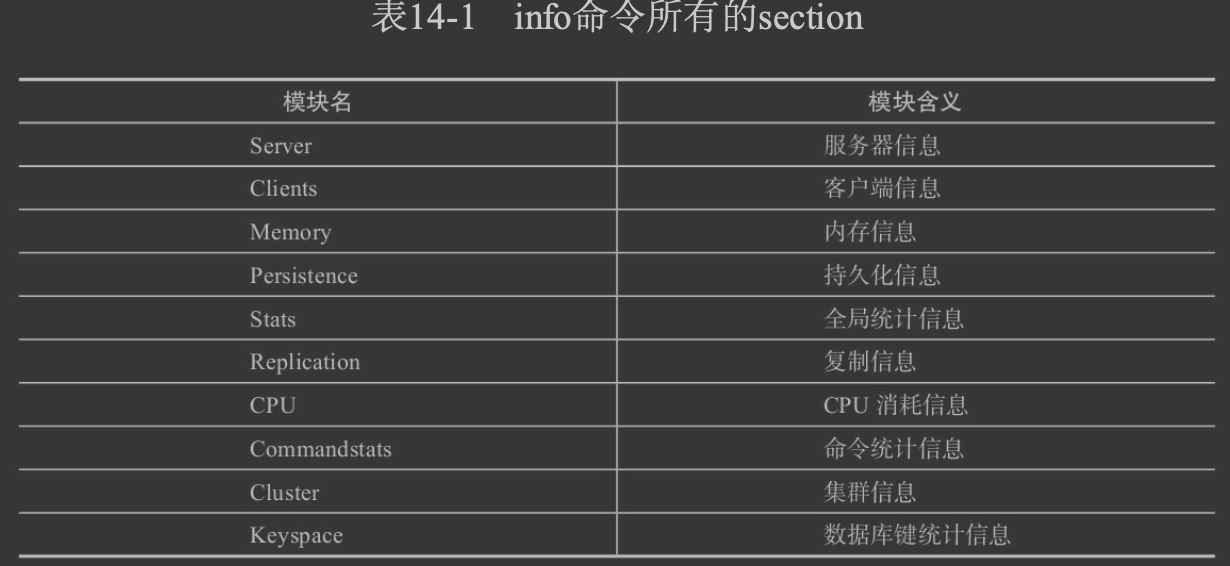 表14-1 info命令所有的section
模块名 模块含义
Server 服务器信息
Clients 客户端信息
Memory 内存信息
Persistence 持久化信息
Stats 全局统计信息
Replication 复制信息
CPU CPU 消耗信息
Commandstats 命令统计信息
Cluster 集群信息
Keyspace 数据库键统计信息